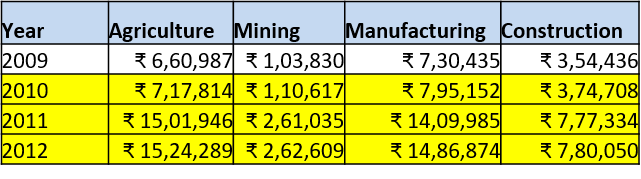 Year Agriculture Mining Manufacturing Construction
2009 ₹ 6,60,987 ₹ 1,03,830 ₹ 7,30,435 ₹ 3,54,436
2010 ₹ 7,17,814 ₹ 1,10,617 ₹ 7,95,152 ₹ 3,74,708
2011 ₹ 15,01,946 ₹ 2,61,035 ₹ 14,09,985 ₹ 7,77,334
2012 ₹ 15,24,289 ₹ 2,62,609 ₹ 14,86,874 ₹ 7,80,050